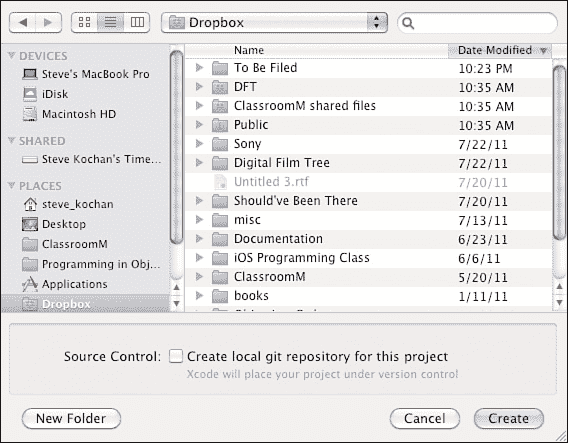 Dropbox
Name Date Modified
DEVICES
Steve's MacBook Pro
iDisk
Macintosh HD
SHARED
Steve Kochan's Time...
PLACES
steve_kochan
Desktop
ClassroomM
Programming in Obj...
Applications
Dropbox
To Be Filed 10:23 PM
DFT 10:35 AM
ClassroomM shared files 10:35 AM
Public 10:35 AM
Sony 7/22/11
Digital Film Tree 7/22/11
Untitled 3.rtf 7/20/11
Should've Been There 7/20/11
misc 7/13/11
Documentation 6/23/11
iOS Programming Class 6/6/11
ClassroomM 5/20/11
books 1/11/11
Source Control: Create local git repository for this project
Xcode will place your project under version control
New Folder Cancel Create